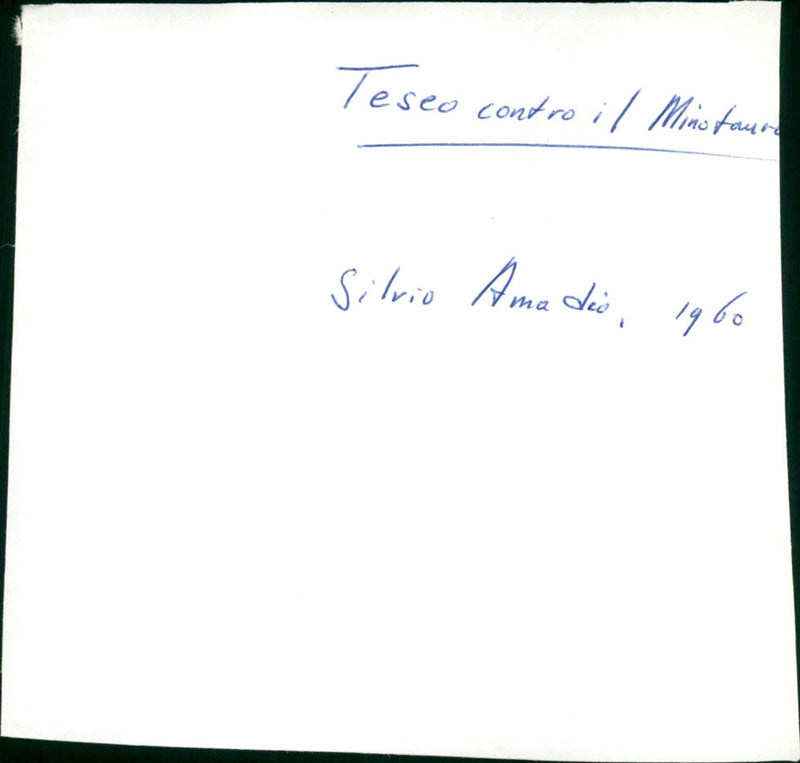 Teseo contro il Minotauro
Silvio Amadio, 1960